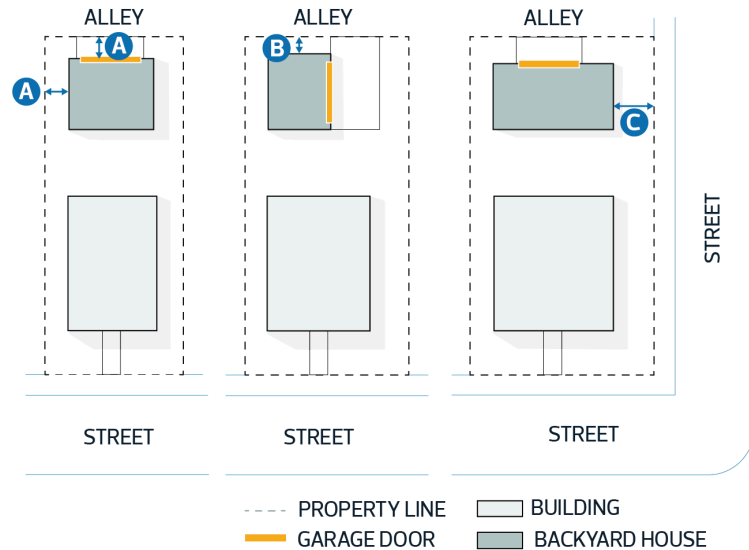 ALLEY
ALLEY
ALLEY
A
B
A
C
STREET
STREET
STREET
STREET
PROPERTY LINE
BUILDING
GARAGE DOOR
BACKYARD HOUSE